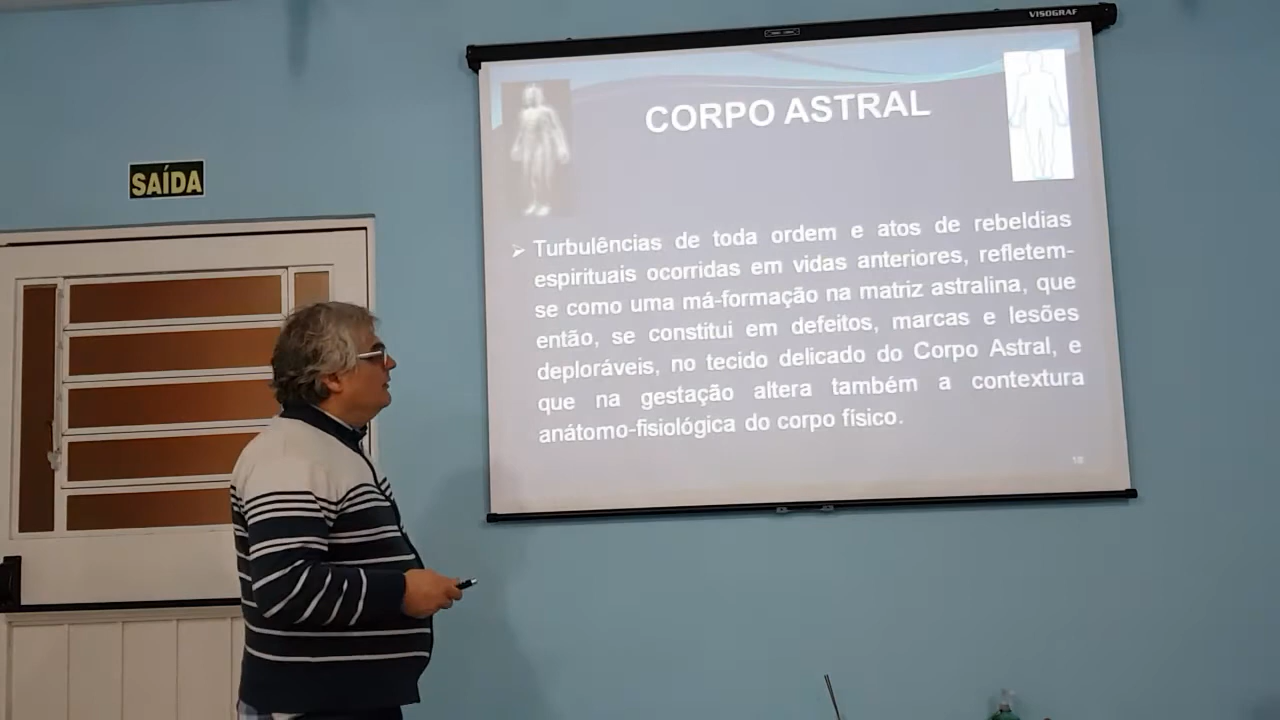 VISOGRAF
CORPO ASTRAL
SAÍDA
Turbulências de toda ordem e atos de rebeldias
espirituais ocorridas em vidas anteriores, refletem-
se como uma má-formação na matriz astralina, que
então, se constitui em defeitos, marcas e lesões
deploráveis, no tecido delicado do Corpo Astral, e
que na gestação altera também a contextura
anátomo-fisiológica do corpo físico.